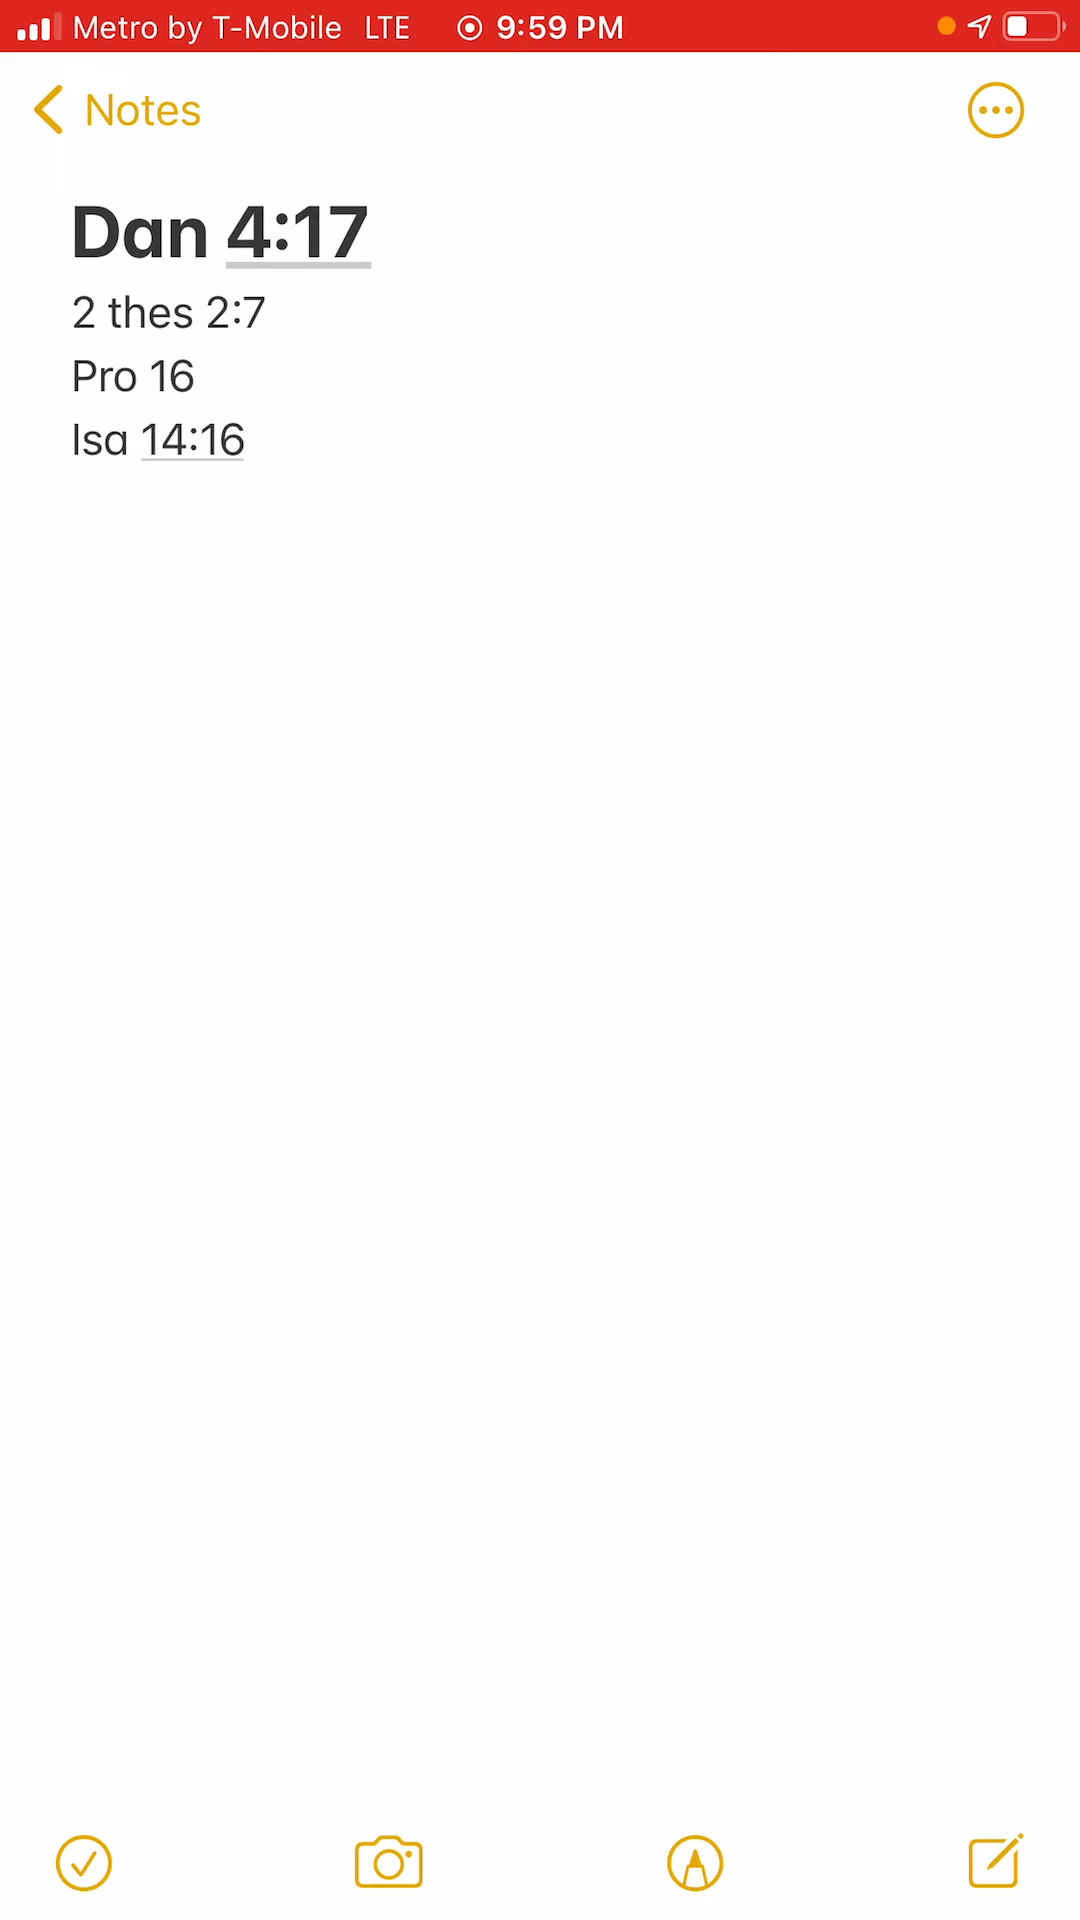 Metro by T-Mobile LTE 9:59 PM
Notes
Dan 4:17
2 thes 2:7
Pro 16
Isa 14:16